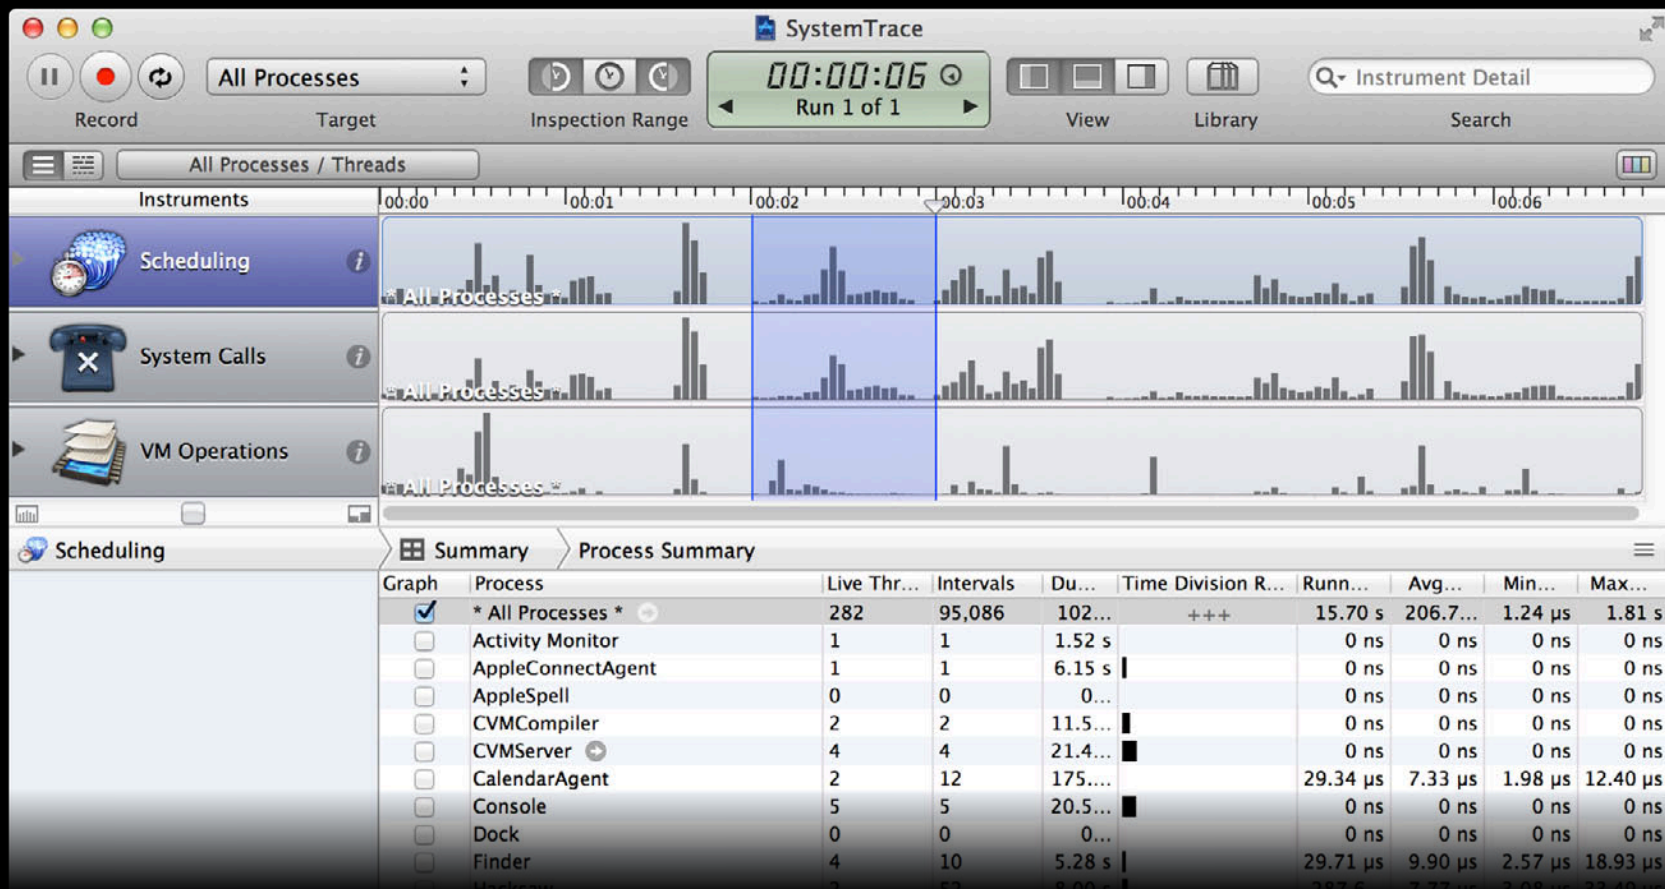 SystemTrace
All Processes
00:00:06
Run 1 of 1
Instrument Detail
Record Target Inspection Range View Library Search
All Processes / Threads
Instruments 00:00 00:01 00:02 00:03 00:04 00:05 00:06
Scheduling
* All Processes *
System Calls
* All Processes *
VM Operations
* All Processes *
Scheduling Summary Process Summary
Graph Process Live Thr... Intervals Du... Time Division R... Runn... Avg... Min... Max...
* All Processes * 282 95,086 102... +++ 15.70 s 206.7... 1.24 µs 1.81 s
Activity Monitor 1 1 1.52 s 0 ns 0 ns 0 ns 0 ns
AppleConnectAgent 1 1 6.15 s 0 ns 0 ns 0 ns 0 ns
AppleSpell 0 0 0... 0 ns 0 ns 0 ns 0 ns
CVMCompiler 2 2 11.5... 0 ns 0 ns 0 ns 0 ns
CVMServer 4 4 21.4... 0 ns 0 ns 0 ns 0 ns
CalendarAgent 2 12 175.... 29.34 µs 7.33 µs 1.98 µs 12.40 µs
Console 5 5 20.5... 0 ns 0 ns 0 ns 0 ns
Dock 0 0 0... 0 ns 0 ns 0 ns 0 ns
Finder 4 10 5.28 s 29.71 µs 9.90 µs 2.57 µs 18.93 µs